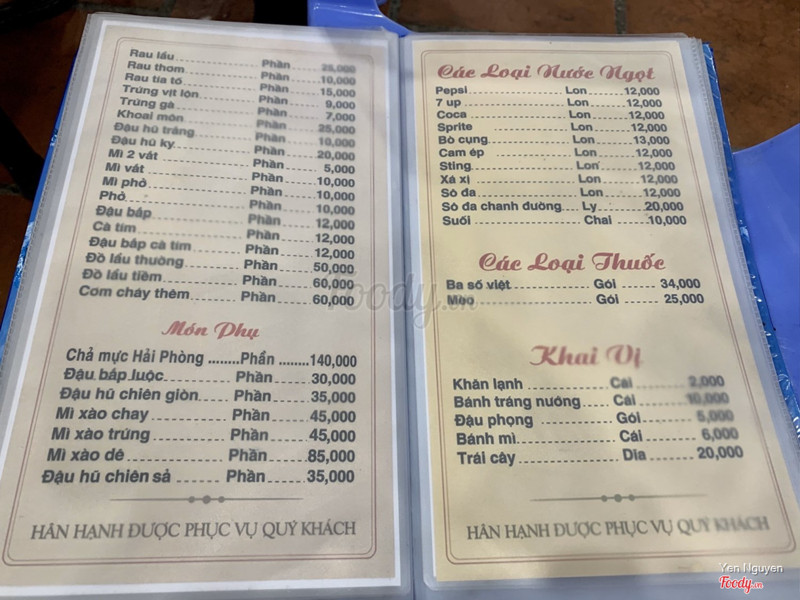 Rau lẩu Phần 25,000
Rau thơm Phần 10,000
Rau tía tô Phần 15,000
Trứng vịt lộn Phần 9,000
Trứng gà Phần 7,000
Khoai môn Phần 25,000
Đậu hũ trắng Phần 10,000
Đậu hũ ky Phần 20,000
Mì 2 vắt Phần 5,000
Mì vắt Phần 10,000
Mì phở Phần 10,000
Phở Phần 10,000
Đậu bắp Phần 12,000
Cà tím Phần 12,000
Đậu bắp cà tím Phần 12,000
Đồ lẩu thường Phần 50,000
Đồ lẩu tiềm Phần 60,000
Cơm cháy thêm Phần 60,000
Món Phụ
Chả mực Hải Phòng ........Phần ........140,000
Đậu bắp luộc Phần 30,000
Đậu hũ chiên giòn Phần 35,000
Mì xào chay Phần 45,000
Mì xào trứng Phần 45,000
Mì xào dê Phần 85,000
Đậu hũ chiên sả Phần 35,000
HÂN HẠNH ĐƯỢC PHỤC VỤ QUÝ KHÁCH
Các Loại Nước Ngọt
Pepsi Lon 12,000
7 up Lon 12,000
Coca Lon 12,000
Sprite Lon 12,000
Bò cụng Lon 13,000
Cam ép Lon 12,000
Sting Lon 12,000
Xá xị Lon 12,000
Sô đa Lon 12,000
Sô đa chanh đường Ly 20,000
Suối Chai 10,000
Các Loại Thuốc
Ba số việt Gói 34,000
Mèo Gói 25,000
Khai Vị
Khăn lạnh Cái 2,000
Bánh tráng nướng Cái 10,000
Đậu phọng Gói 5,000
Bánh mì Cái 6,000
Trái cây Dĩa 20,000
HÂN HẠNH ĐƯỢC PHỤC VỤ QUÝ KHÁCH
Foody.vn
Yen Nguyen
Foody.vn